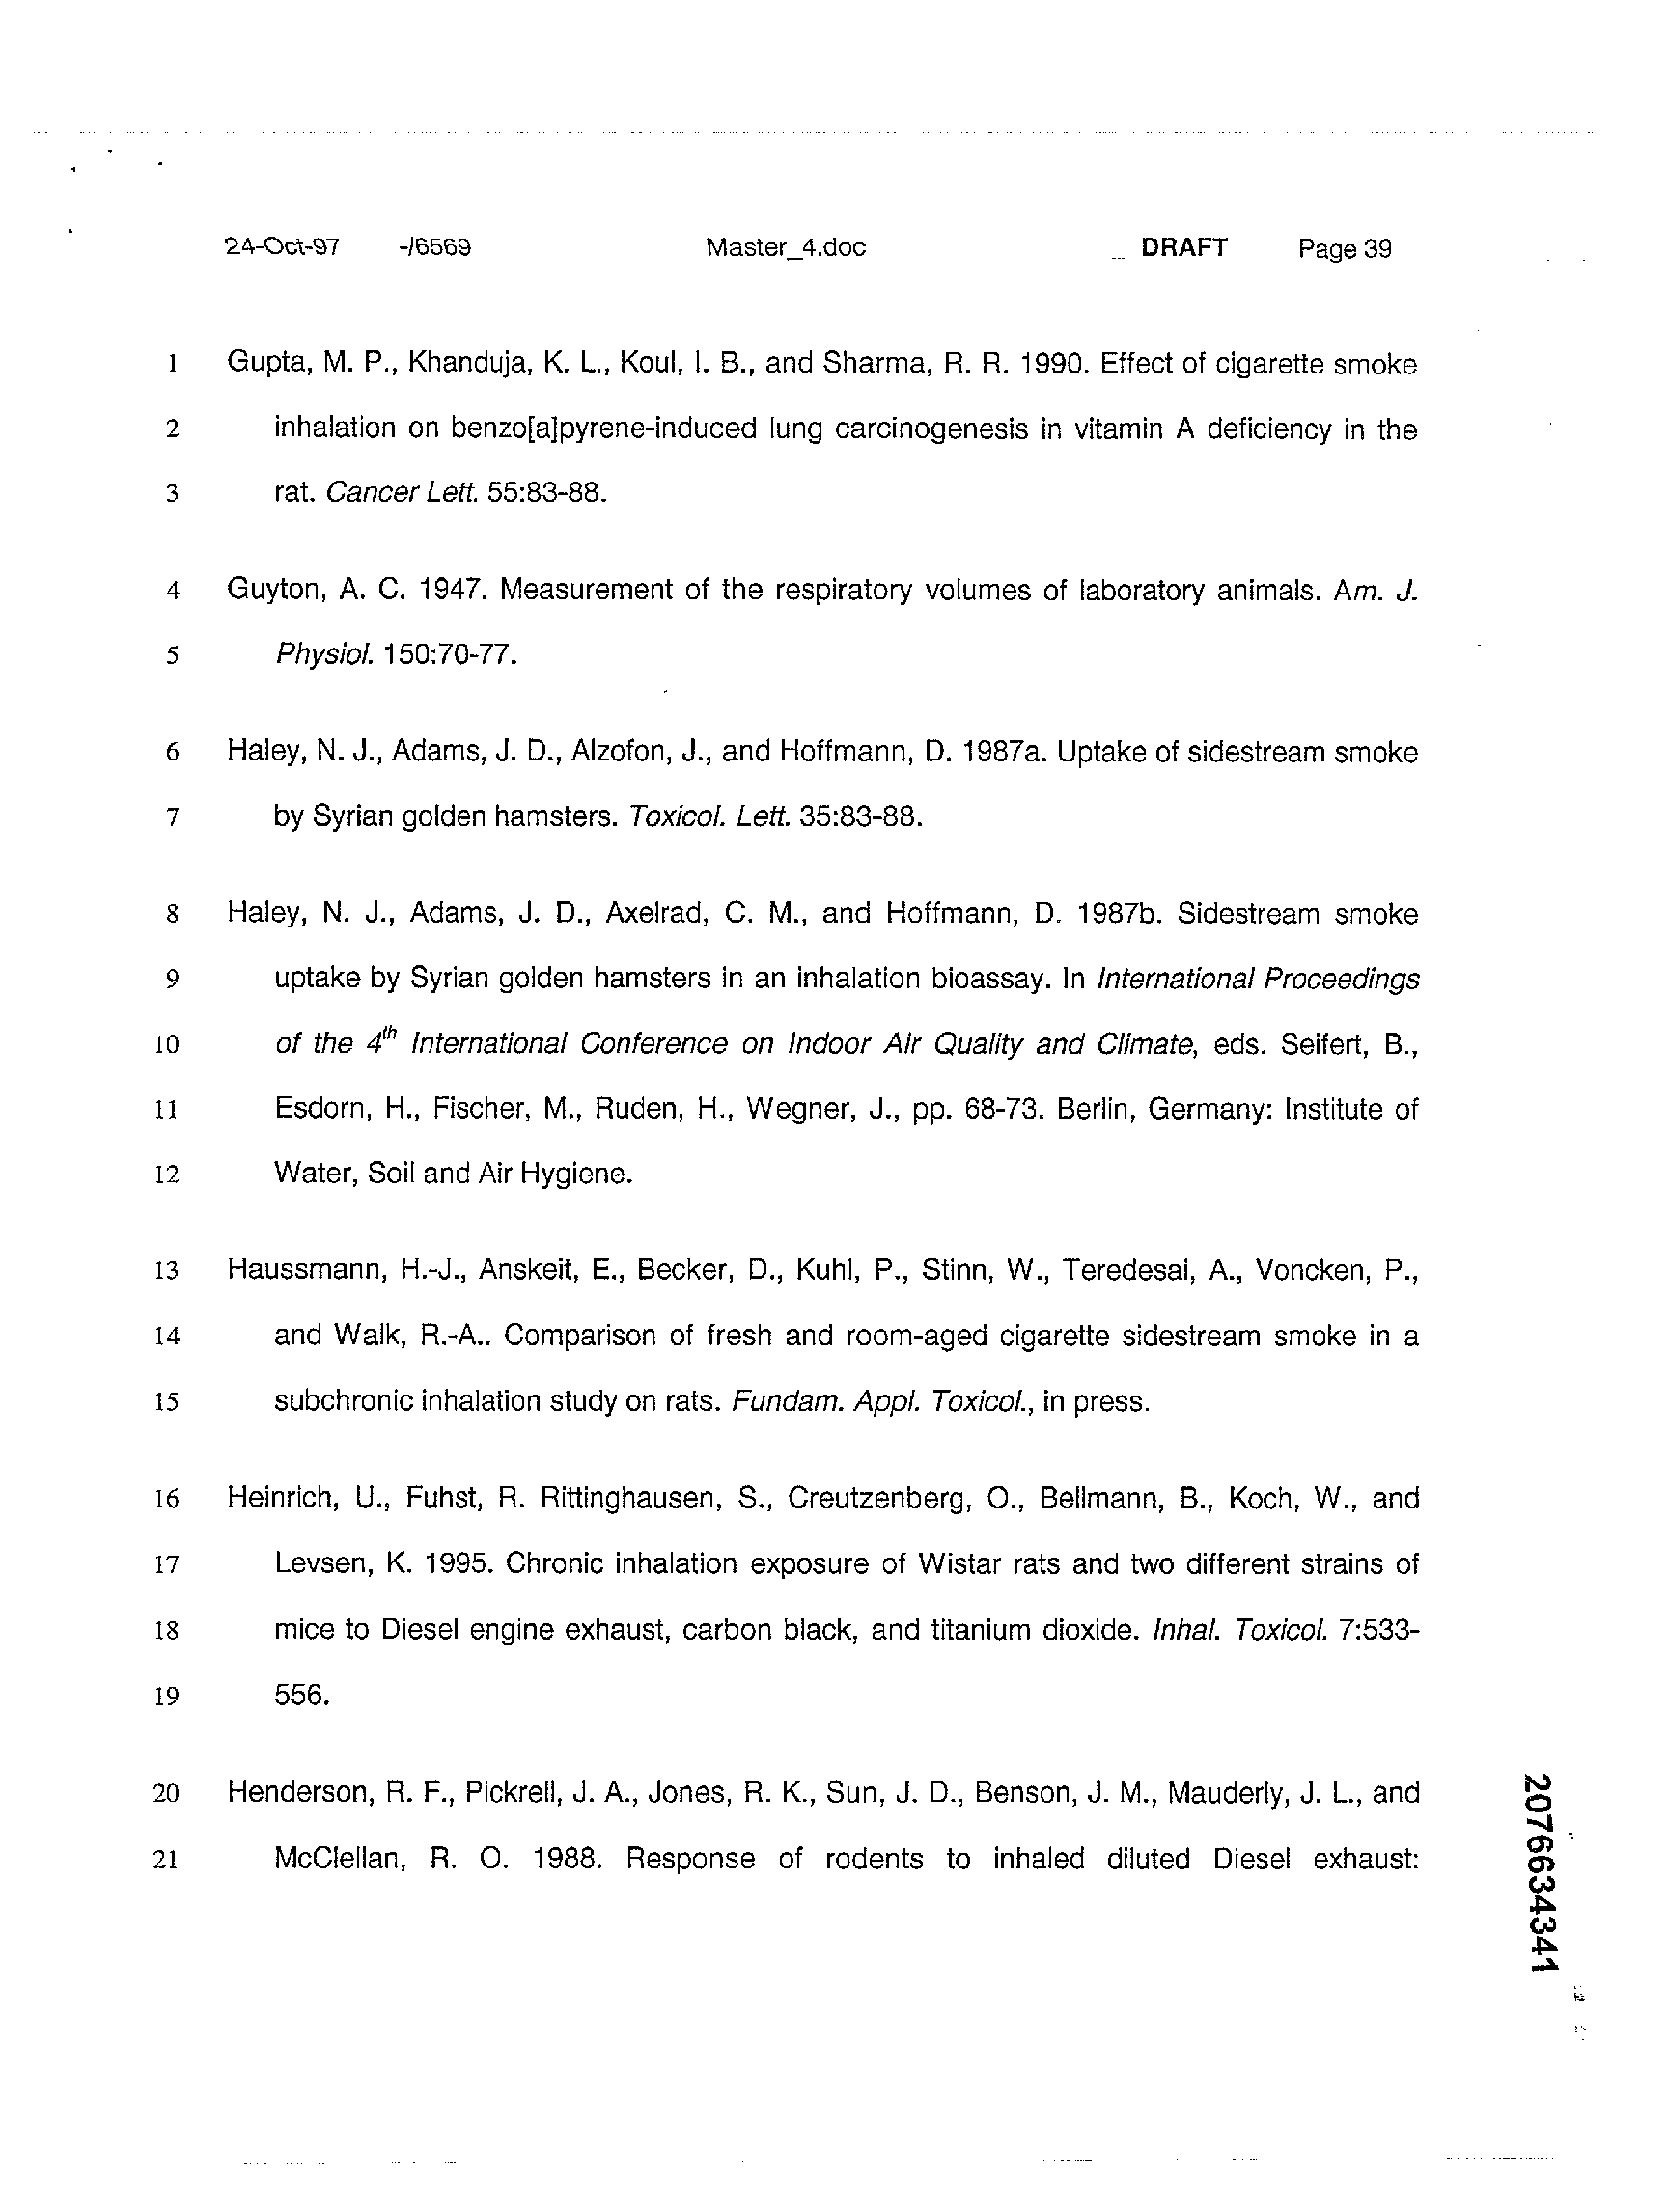 24-Oct-97 -/6569 Master_4.doc DRAFT Page 39
1 Gupta, M. P., Khanduja, K. L., Koul, I. B., and Sharma, R. R. 1990. Effect of cigarette smoke
2 inhalation on benzo[a]pyrene-induced lung carcinogenesis in vitamin A deficiency in the
3 rat. Cancer Lett. 55:83-88.
4 Guyton, A. C. 1947. Measurement of the respiratory volumes of laboratory animals. Am. J.
5 Physiol. 150:70-77.
6 Haley, N. J., Adams, J. D., Alzofon, J., and Hoffmann, D. 1987a. Uptake of sidestream smoke
7 by Syrian golden hamsters. Toxicol. Lett. 35:83-88.
8 Haley, N. J., Adams, J. D., Axelrad, C. M., and Hoffmann, D. 1987b. Sidestream smoke
9 uptake by Syrian golden hamsters in an inhalation bioassay. In International Proceedings
10 of the 4th International Conference on Indoor Air Quality and Climate, eds. Seifert, B.,
11 Esdorn, H., Fischer, M., Ruden, H., Wegner, J., pp. 68-73. Berlin, Germany: Institute of
12 Water, Soil and Air Hygiene.
13 Haussmann, H.-J., Anskeit, E., Becker, D., Kuhl, P., Stinn, W., Teredesai, A., Voncken, P.,
14 and Walk, R.-A.. Comparison of fresh and room-aged cigarette sidestream smoke in a
15 subchronic inhalation study on rats. Fundam. Appl. Toxicol., in press.
16 Heinrich, U., Fuhst, R. Rittinghausen, S., Creutzenberg, O., Bellmann, B., Koch, W., and
17 Levsen, K. 1995. Chronic inhalation exposure of Wistar rats and two different strains of
18 mice to Diesel engine exhaust, carbon black, and titanium dioxide. Inhal. Toxicol. 7:533-
19 556.
20 Henderson, R. F., Pickrell, J. A., Jones, R. K., Sun, J. D., Benson, J. M., Mauderly, J. L., and
21 McClellan, R. O. 1988. Response of rodents to inhaled diluted Diesel exhaust:
2076634341